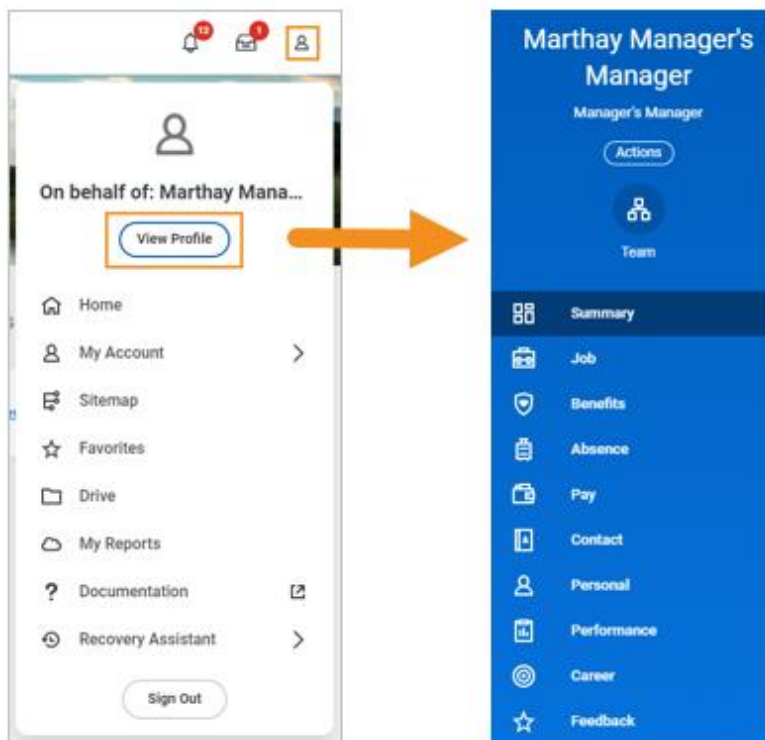 12
1
On behalf of: Marthay Mana...
View Profile
Home
My Account
Sitemap
Favorites
Drive
My Reports
Documentation
Recovery Assistant
Sign Out
Marthay Manager's
Manager
Manager's Manager
Actions
Team
Summary
Job
Benefits
Absence
Pay
Contact
Personal
Performance
Career
Feedback